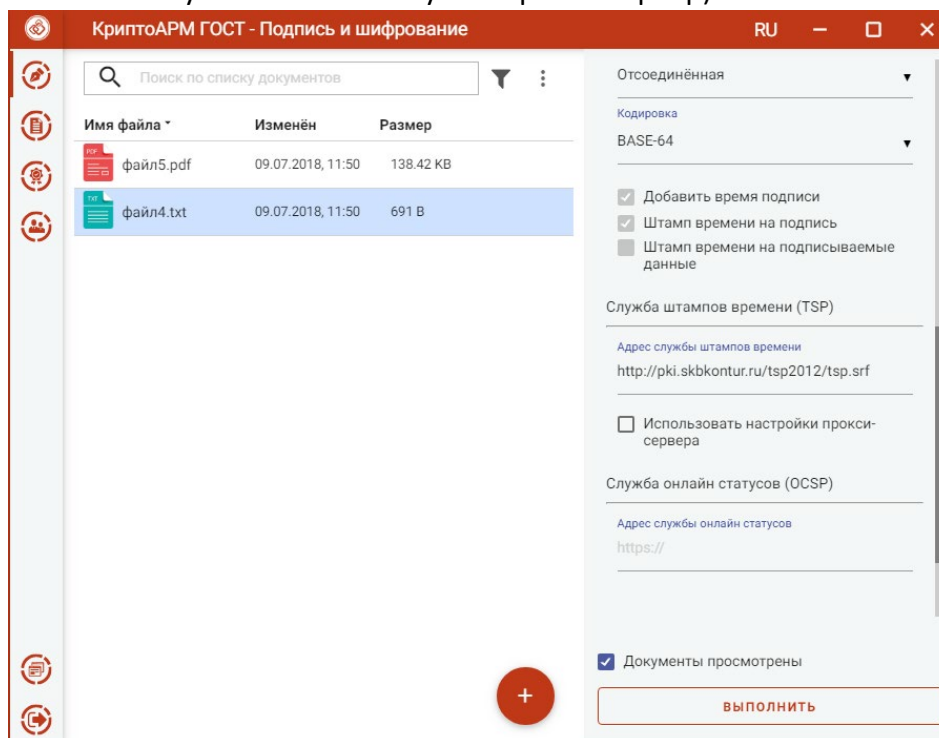 КриптоАРМ ГОСТ - Подпись и шифрование
RU
Поиск по списку документов
Имя файла
Изменён
Размер
PDF
файл5.pdf
09.07.2018, 11:50
138.42 KB
TXT
файл4.txt
09.07.2018, 11:50
691 B
Отсоединённая
Кодировка
BASE-64
Добавить время подписи
Штамп времени на подпись
Штамп времени на подписываемые
данные
Служба штампов времени (TSP)
Адрес службы штампов времени
http://pki.skbkontur.ru/tsp2012/tsp.srf
Использовать настройки прокси-
сервера
Служба онлайн статусов (OCSP)
Адрес службы онлайн статусов
https://
Документы просмотрены
ВЫПОЛНИТЬ